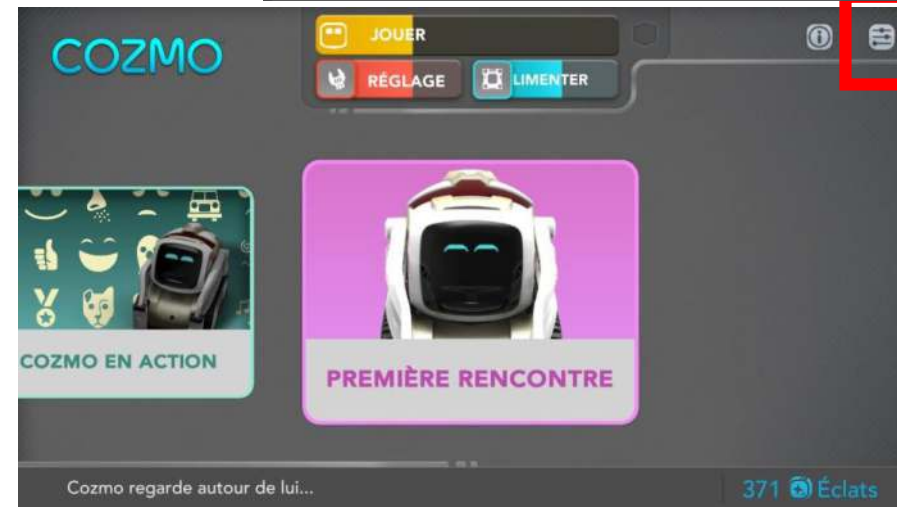 COZMO
JOUER
RÉGLAGE
LIMENTER
COZMO EN ACTION
PREMIÈRE RENCONTRE
Cozmo regarde autour de lui...
371 Éclats